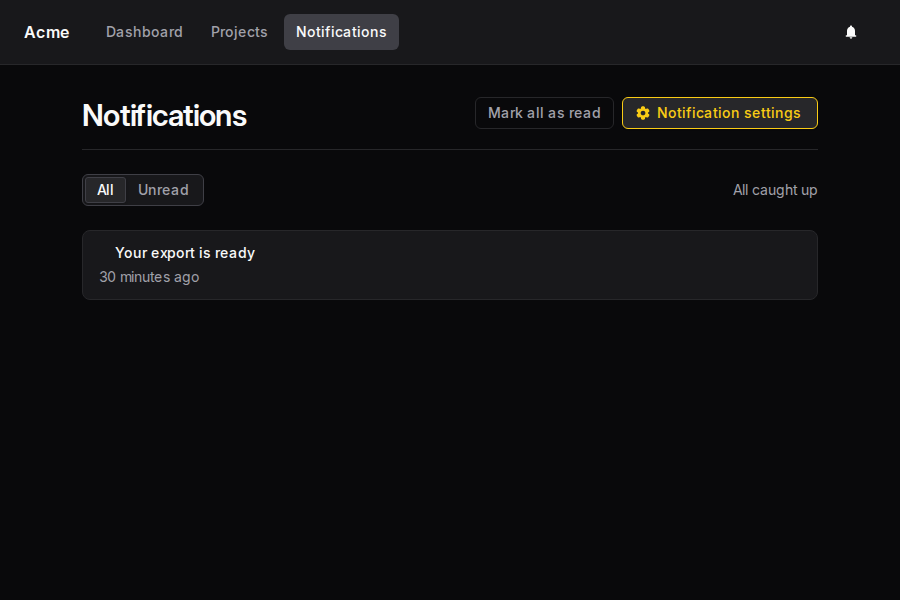 Acme Dashboard Projects Notifications
Notifications
Mark all as read
Notification settings
All Unread
All caught up
Your export is ready
30 minutes ago